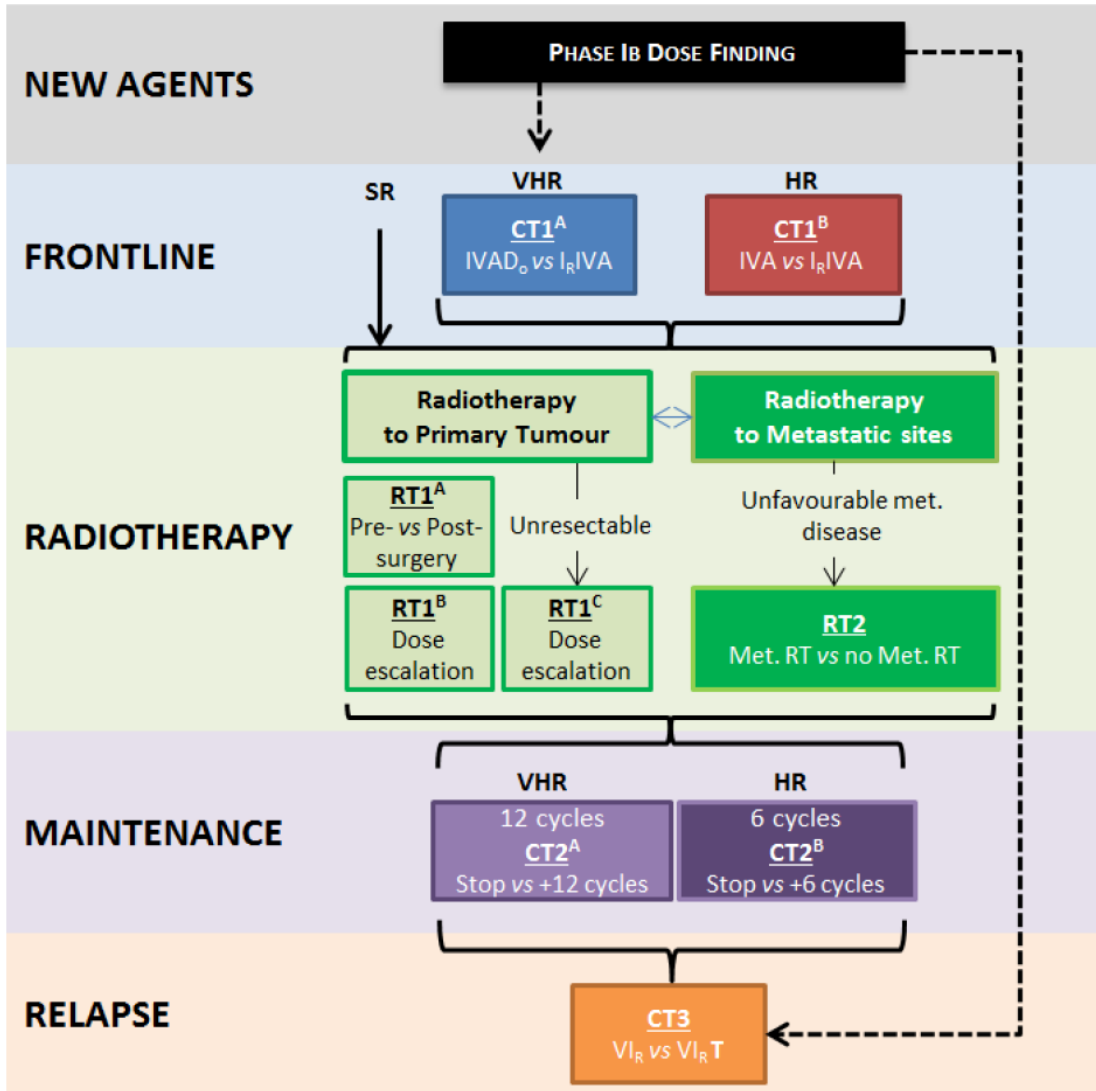 NEW AGENTS
PHASE IB DOSE FINDING
FRONTLINE
SR
VHR
CT1ᴬ
IVADₒ vs IᵣIVA
HR
CT1ᴮ
IVA vs IᵣIVA
RADIOTHERAPY
Radiotherapy
to Primary Tumour
Radiotherapy
to Metastatic sites
RT1ᴬ
Pre- vs Post-
surgery
Unresectable
Unfavourable met.
disease
RT1ᴮ
Dose
escalation
RT1ᶜ
Dose
escalation
RT2
Met. RT vs no Met. RT
MAINTENANCE
VHR
12 cycles
CT2ᴬ
Stop vs +12 cycles
HR
6 cycles
CT2ᴮ
Stop vs +6 cycles
RELAPSE
CT3
VIᵣ vs VIᵣT